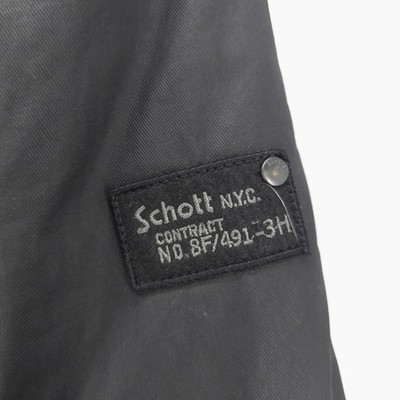 Schott N.Y.C.
CONTRACT
NO.8F/491-3H